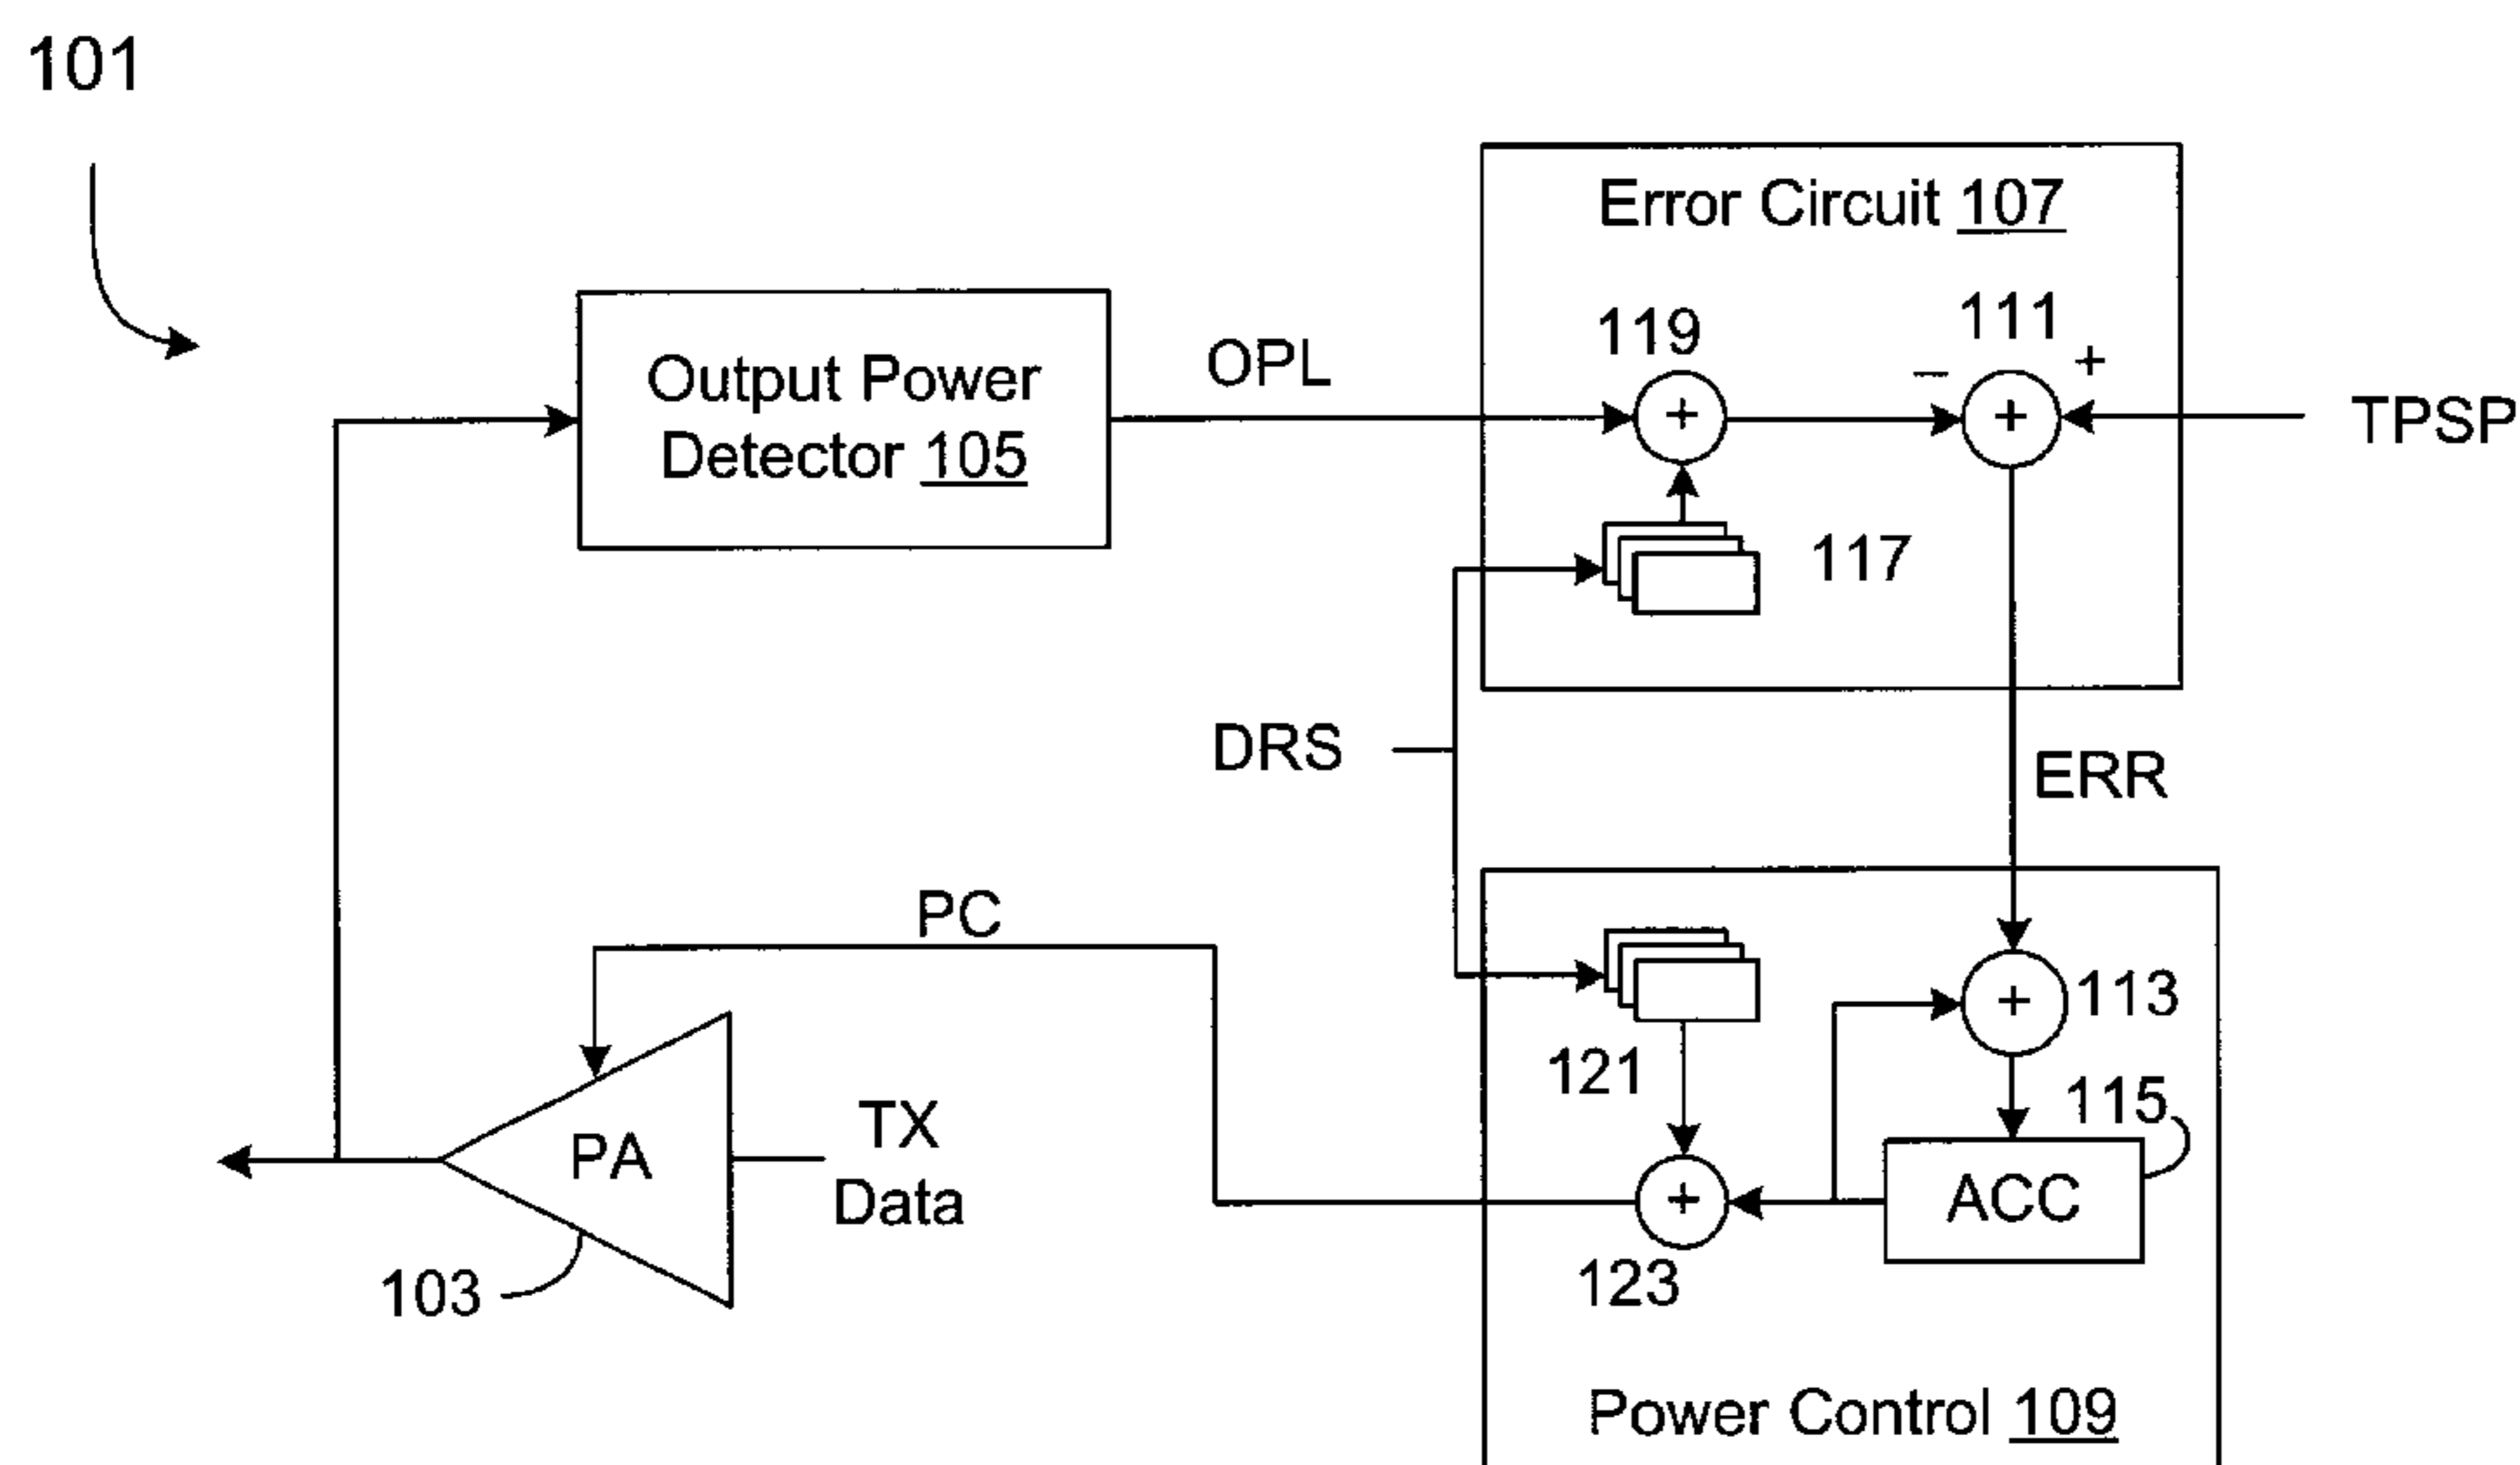 101
Error Circuit 107
119
111
−
+
OPL
Output Power
Detector 105
+
+
TPSP
117
DRS
ERR
PC
+
113
121
115
TX
Data
PA
+
ACC
103
123
Power Control 109